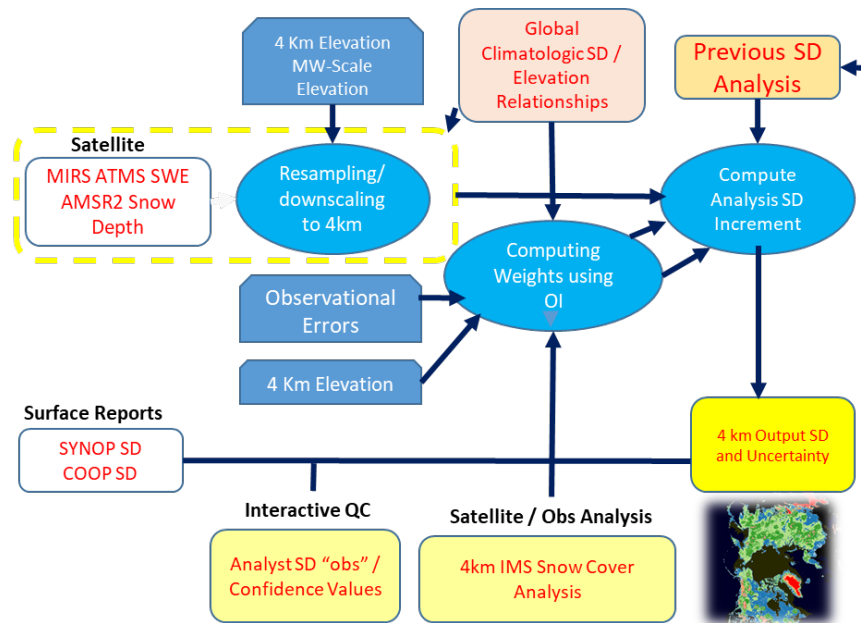 4 Km Elevation
MW-Scale
Elevation
Global
Climatologic SD /
Elevation
Relationships
Previous SD
Analysis
Satellite
MIRS ATMS SWE
AMSR2 Snow
Depth
Resampling/
downscaling
to 4km
Compute
Analysis SD
Increment
Computing
Weights using
OI
Observational
Errors
4 Km Elevation
Surface Reports
SYNOP SD
COOP SD
4 km Output SD
and Uncertainty
Interactive QC
Analyst SD “obs” /
Confidence Values
Satellite / Obs Analysis
4km IMS Snow Cover
Analysis